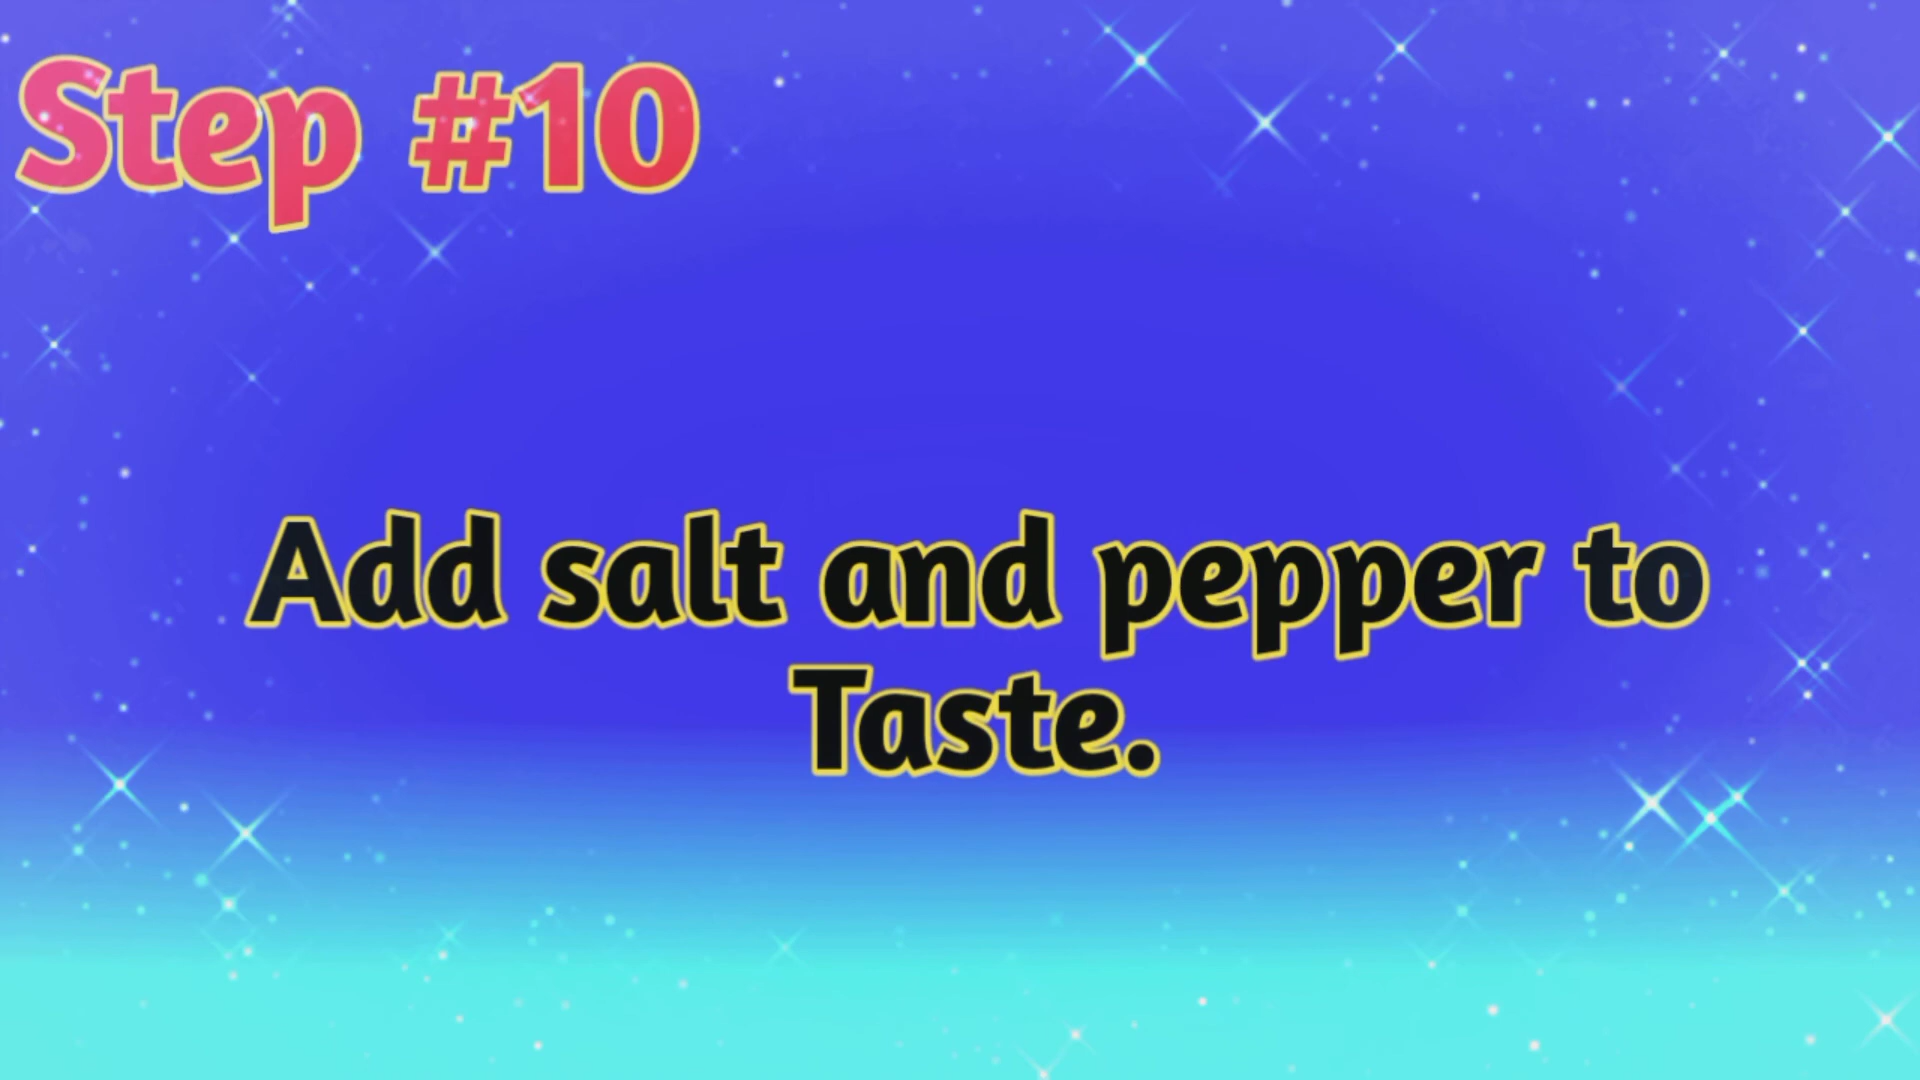 Step #10
Add salt and pepper to
Taste.